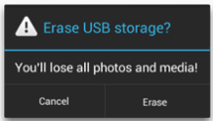 Erase USB storage?
You'll lose all photos and media!
Cancel
Erase